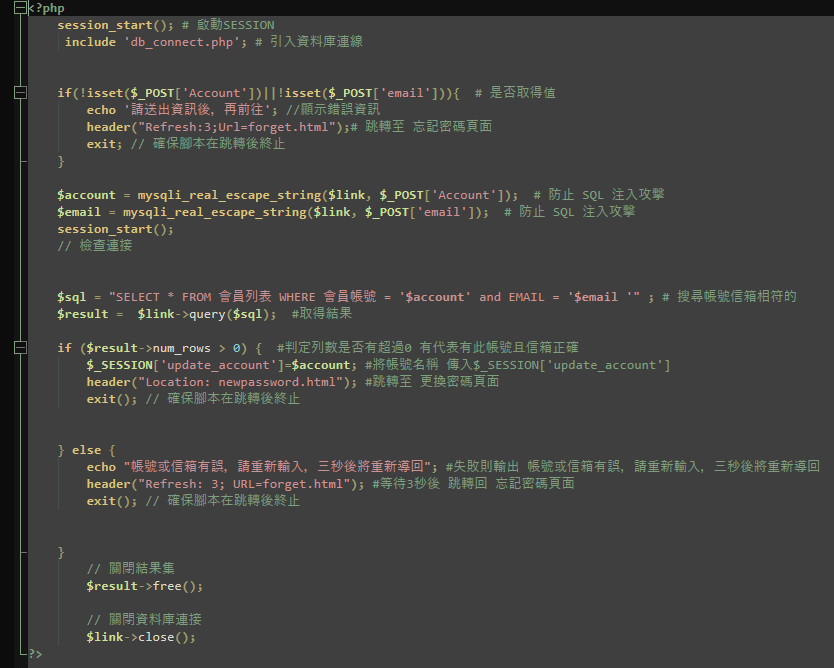 <?php
session_start(); # 啟動SESSION
include 'db_connect.php'; # 引入資料庫連線
if(!isset($_POST['Account'])||!isset($_POST['email'])){ # 是否取得值
echo '請送出資訊後，再前往'; //顯示錯誤資訊
header("Refresh:3;Url=forget.html");# 跳轉至 忘記密碼頁面
exit; // 確保腳本在跳轉後終止
}
$account = mysqli_real_escape_string($link, $_POST['Account']); # 防止 SQL 注入攻擊
$email = mysqli_real_escape_string($link, $_POST['email']); # 防止 SQL 注入攻擊
session_start();
// 檢查連接
$sql = "SELECT * FROM 會員列表 WHERE 會員帳號 = '$account' and EMAIL = '$email '" ; # 搜尋帳號信箱相符的
$result = $link->query($sql); #取得結果
if ($result->num_rows > 0) { #判定列數是否有超過0 有代表有此帳號且信箱正確
$_SESSION['update_account']=$account; #將帳號名稱 傳入$_SESSION['update_account']
header("Location: newpassword.html"); #跳轉至 更換密碼頁面
exit(); // 確保腳本在跳轉後終止
} else {
echo "帳號或信箱有誤，請重新輸入，三秒後將重新導回"; #失敗則輸出 帳號或信箱有誤，請重新輸入，三秒後將重新導回
header("Refresh: 3; URL=forget.html"); #等待3秒後 跳轉回 忘記密碼頁面
exit(); // 確保腳本在跳轉後終止
}
// 關閉結果集
$result->free();
// 關閉資料庫連接
$link->close();
?>